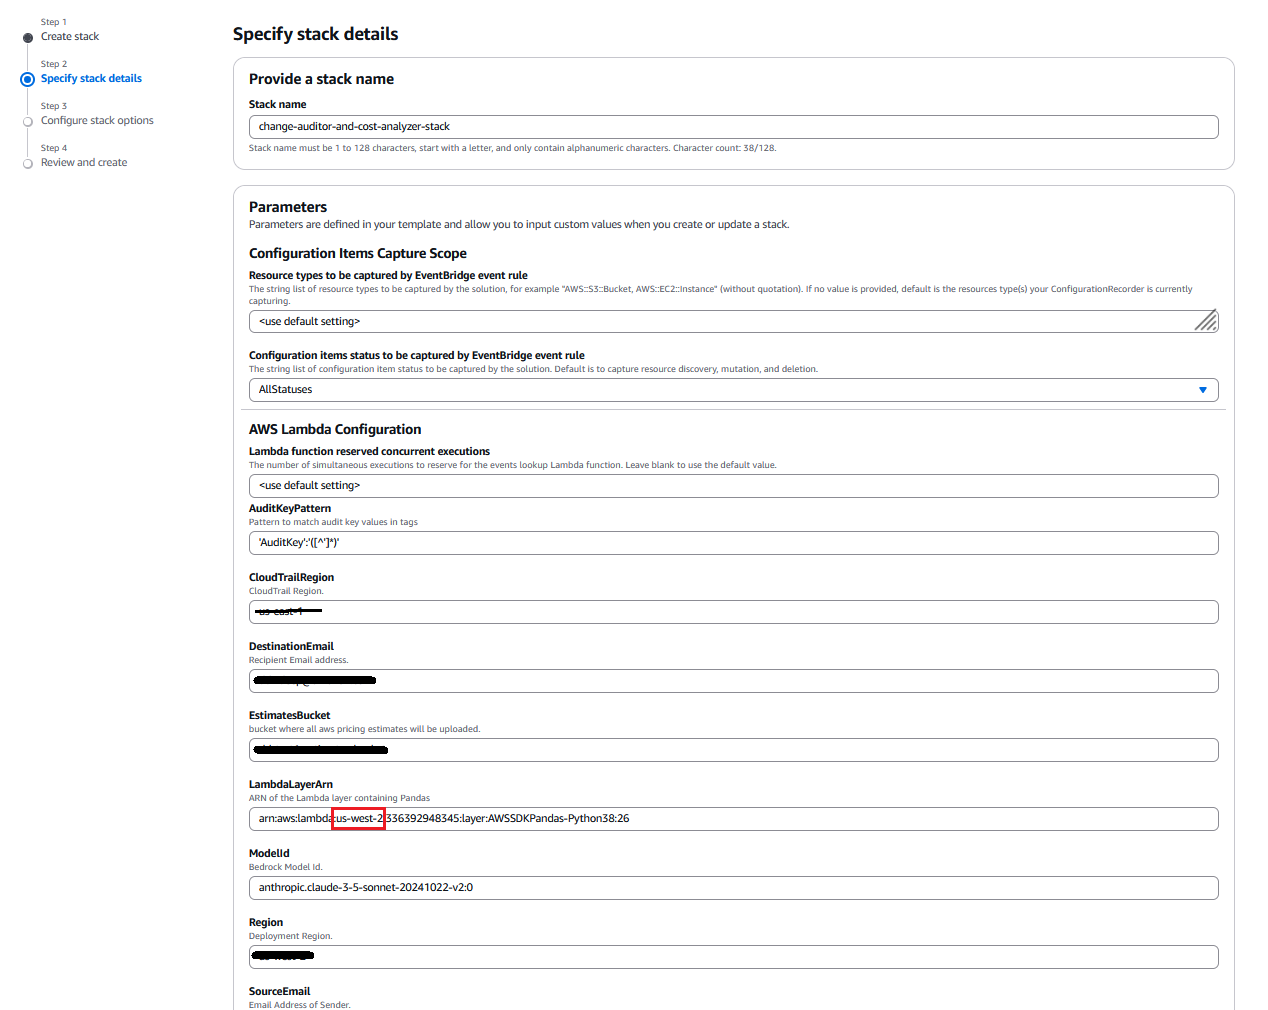 Step 1
Create stack
Step 2
Specify stack details
Step 3
Configure stack options
Step 4
Review and create
Specify stack details
Provide a stack name
Stack name
change-auditor-and-cost-analyzer-stack
Stack name must be 1 to 128 characters, start with a letter, and only contain alphanumeric characters. Character count: 38/128.
Parameters
Parameters are defined in your template and allow you to input custom values when you create or update a stack.
Configuration Items Capture Scope
Resource types to be captured by EventBridge event rule
The string list of resource types to be captured by the solution, for example "AWS::S3::Bucket, AWS::EC2::Instance" (without quotation). If no value is provided, default is the resources type(s) your ConfigurationRecorder is currently
capturing.
<use default setting>
Configuration items status to be captured by EventBridge event rule
The string list of configuration item status to be captured by the solution. Default is to capture resource discovery, mutation, and deletion.
AllStatuses
AWS Lambda Configuration
Lambda function reserved concurrent executions
The number of simultaneous executions to reserve for the events lookup Lambda function. Leave blank to use the default value.
<use default setting>
AuditKeyPattern
Pattern to match audit key values in tags
'AuditKey':'([^']*)'
CloudTrailRegion
CloudTrail Region.
DestinationEmail
Recipient Email address.
EstimatesBucket
bucket where all aws pricing estimates will be uploaded.
LambdaLayerArn
ARN of the Lambda layer containing Pandas
arn:aws:lambda:us-west-2:336392948345:layer:AWSSDKPandas-Python38:26
ModelId
Bedrock Model Id.
anthropic.claude-3-5-sonnet-20241022-v2:0
Region
Deployment Region.
SourceEmail
Email Address of Sender.